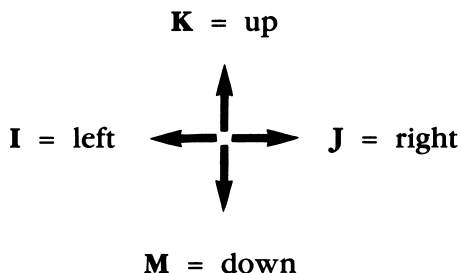 K = up
I = left
J = right
M = down